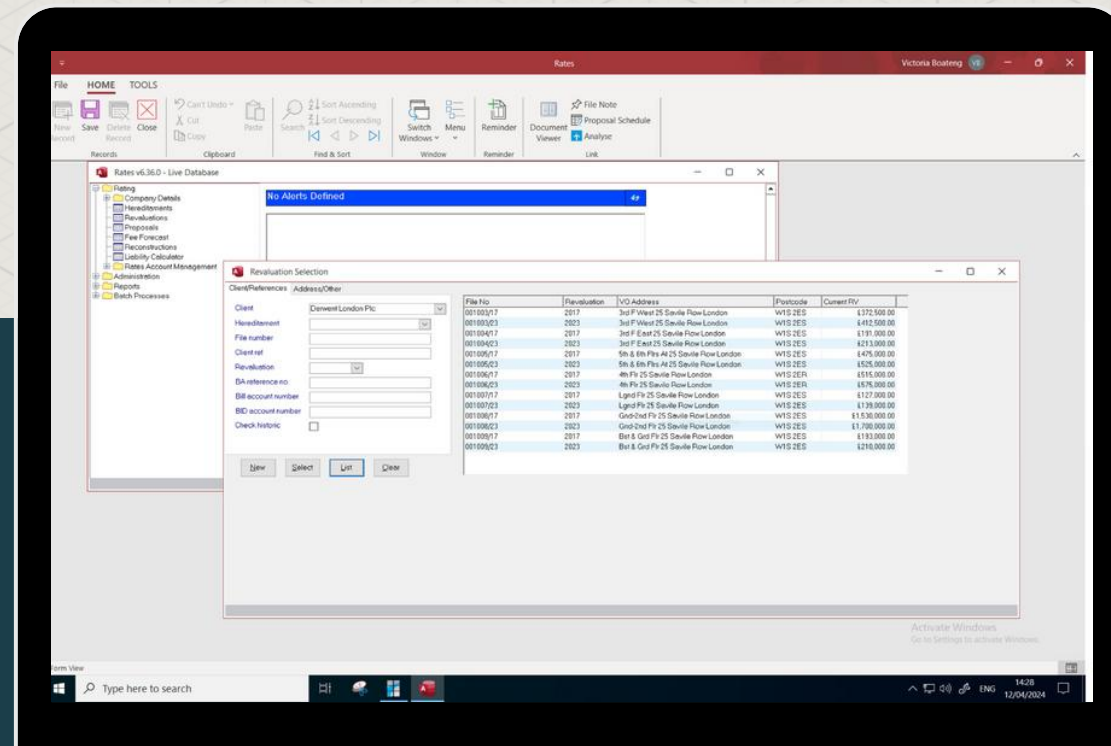 Rates
Victoria Boateng VB
File HOME TOOLS
New Record
Save
Delete Record
Close
Can't Undo
Cut
Copy
Paste
Search
Sort Ascending
Sort Descending
Switch Windows
Menu
Reminder
Document Viewer
File Note
Proposal Schedule
Analyse
Records Clipboard Find & Sort Window Reminder Link
Rates v6.36.0 - Live Database
Rating
Company Details
Hereditaments
Revaluations
Proposals
Fee Forecast
Reconstructions
Liability Calculator
Rates Account Management
Administration
Reports
Batch Processes
No Alerts Defined
Revaluation Selection
Client/References Address/Other
Client Derwent London Plc
Hereditament
File number
Client ref
Revaluation
BA reference no.
Bill account number
BID account number
Check historic
New Select List Clear
File No Revaluation VO Address Postcode Current RV
001003/17 2017 3rd F West 25 Savile Row London W1S 2ES £372,500.00
001003/23 2023 3rd F West 25 Savile Row London W1S 2ES £412,500.00
001004/17 2017 3rd F East 25 Savile Row London W1S 2ES £191,000.00
001004/23 2023 3rd F East 25 Savile Row London W1S 2ES £213,000.00
001005/17 2017 5th & 6th Flrs At 25 Savile Row London W1S 2ES £475,000.00
001005/23 2023 5th & 6th Flrs At 25 Savile Row London W1S 2ES £525,000.00
001006/17 2017 4th Flr 25 Savile Row London W1S 2ER £515,000.00
001006/23 2023 4th Flr 25 Savile Row London W1S 2ER £575,000.00
001007/17 2017 Lgnd Flr 25 Savile Row London W1S 2ES £127,000.00
001007/23 2023 Lgnd Flr 25 Savile Row London W1S 2ES £139,000.00
001008/17 2017 Gnd-2nd Flr 25 Savile Row London W1S 2ES £1,530,000.00
001008/23 2023 Gnd-2nd Flr 25 Savile Row London W1S 2ES £1,700,000.00
001009/17 2017 Bst & Grd Flr 25 Savile Row London W1S 2ES £193,000.00
001009/23 2023 Bst & Grd Flr 25 Savile Row London W1S 2ES £210,000.00
Activate Windows
Go to Settings to activate Windows.
Form View
Type here to search
ENG
14:28
12/04/2024